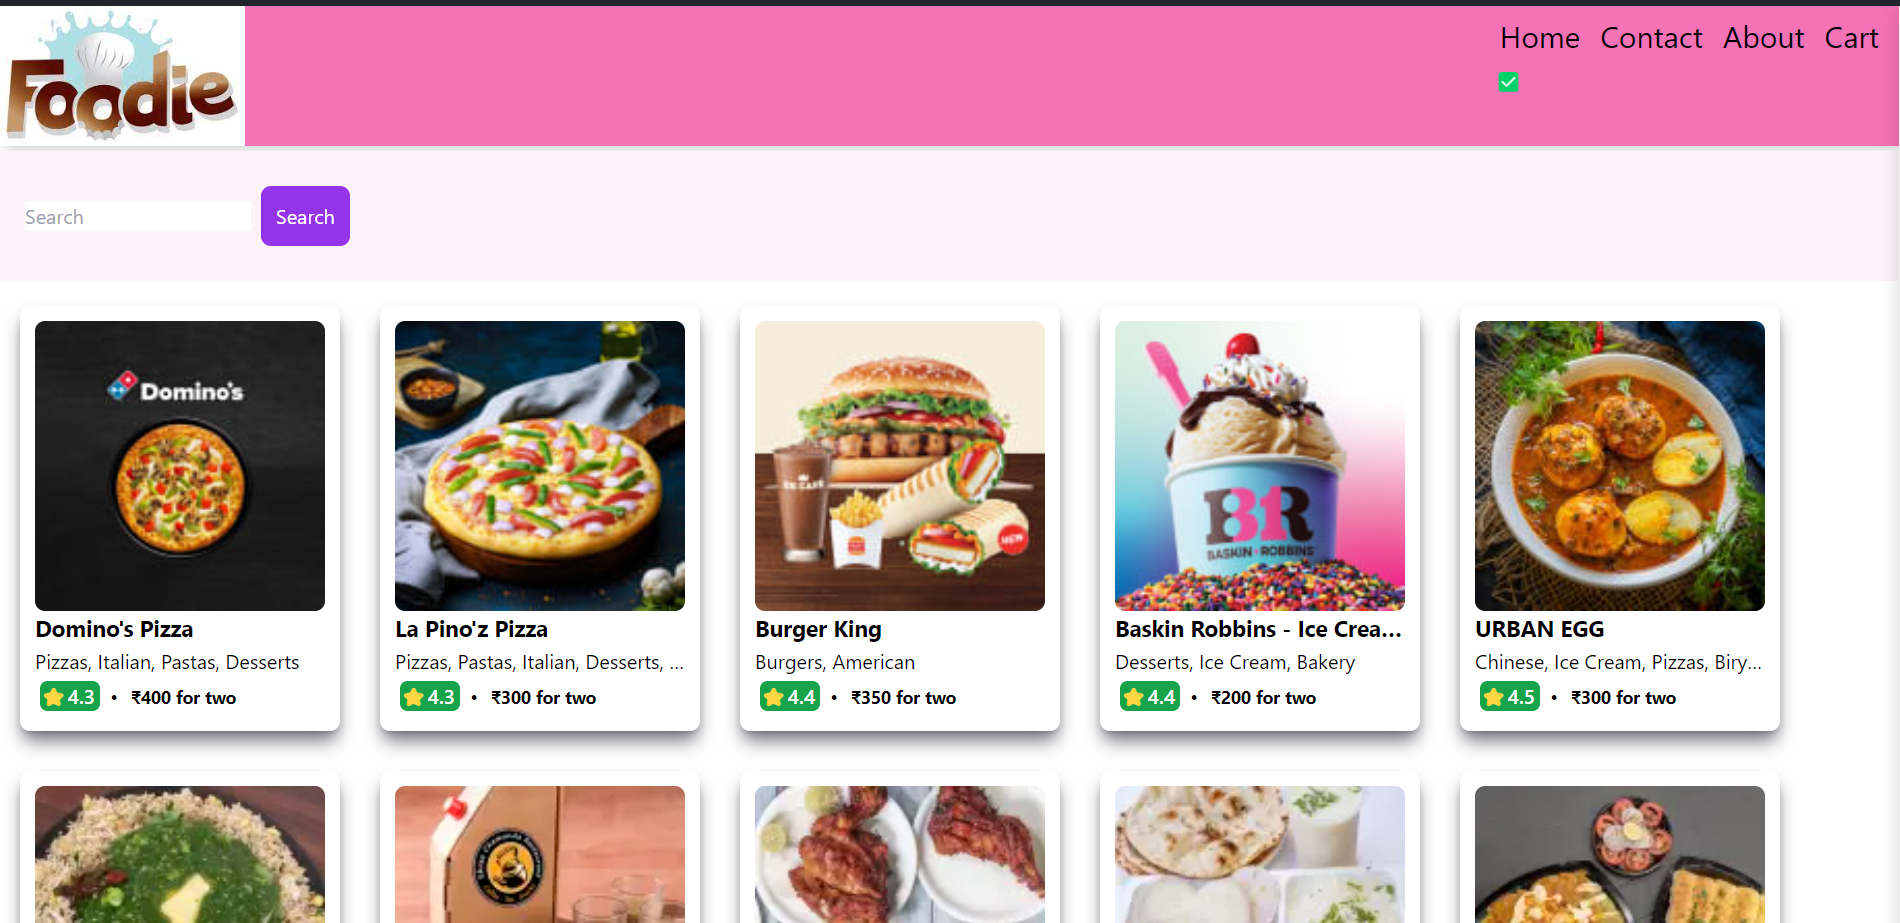 Foodie
Home Contact About Cart
Search Search
Domino's
BR
BASKIN·ROBBINS
NEW
Domino's Pizza
Pizzas, Italian, Pastas, Desserts
4.3 • ₹400 for two
La Pino'z Pizza
Pizzas, Pastas, Italian, Desserts, ...
4.3 • ₹300 for two
Burger King
Burgers, American
4.4 • ₹350 for two
Baskin Robbins - Ice Crea...
Desserts, Ice Cream, Bakery
4.4 • ₹200 for two
URBAN EGG
Chinese, Ice Cream, Pizzas, Biry...
4.5 • ₹300 for two